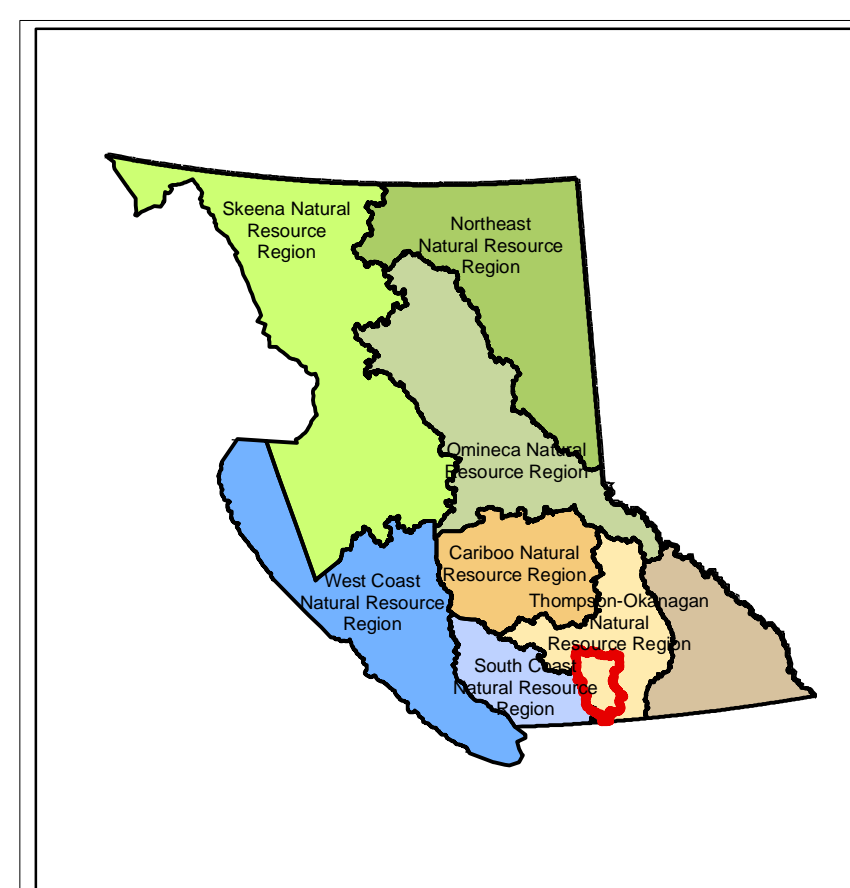 Skeena Natural
Resource
Region
Northeast
Natural Resource
Region
Omineca Natural
Resource Region
Cariboo Natural
Resource Region
West Coast
Natural Resource
Region
Thompson-Okanagan
Natural
Resource Region
South Coast
Natural Resource
Region